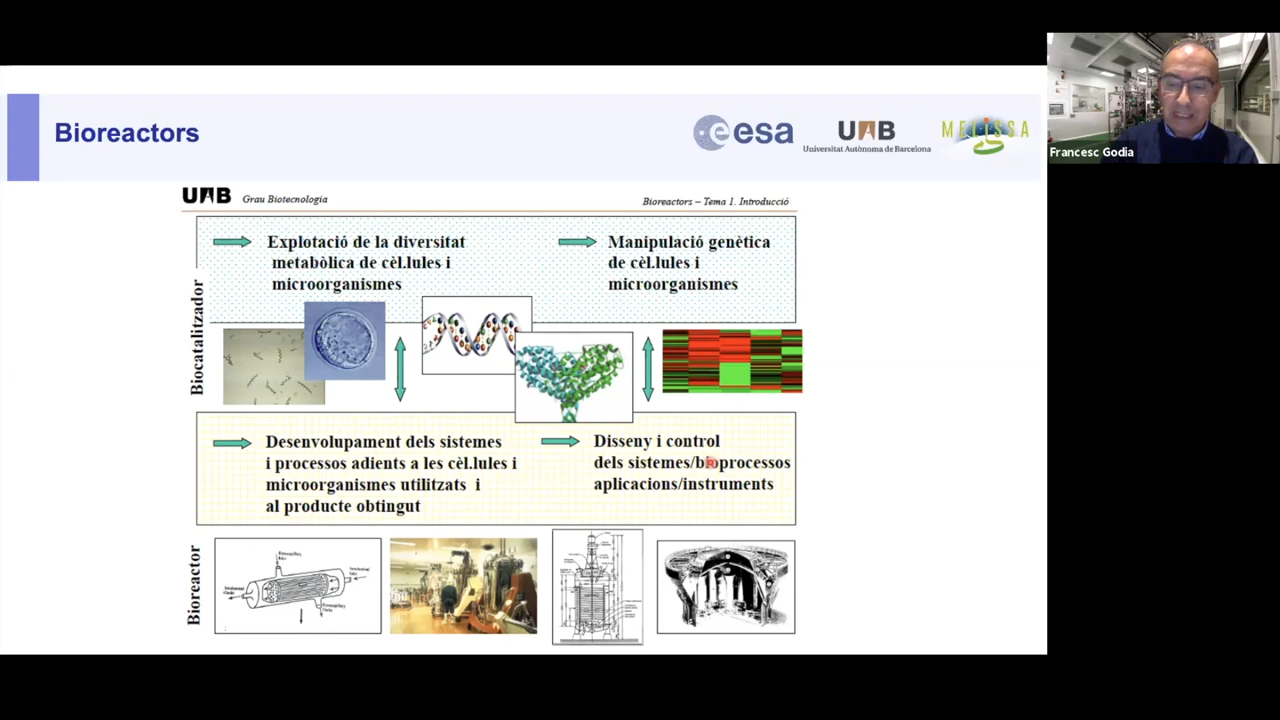 Bioreactors
esa
UAB
Universitat Autònoma de Barcelona
MELiSSA
Francesc Godia
UAB Grau Biotecnologia
Bioreactors – Tema 1. Introducció
Biocatalitzador
Explotació de la diversitat
metabòlica de cèl.lules i
microorganismes
Manipulació genètica
de cèl.lules i
microorganismes
Desenvolupament dels sistemes
i processos adients a les cèl.lules i
microorganismes utilitzats i
al producte obtingut
Disseny i control
dels sistemes/bioprocessos
aplicacions/instruments
Bioreactor